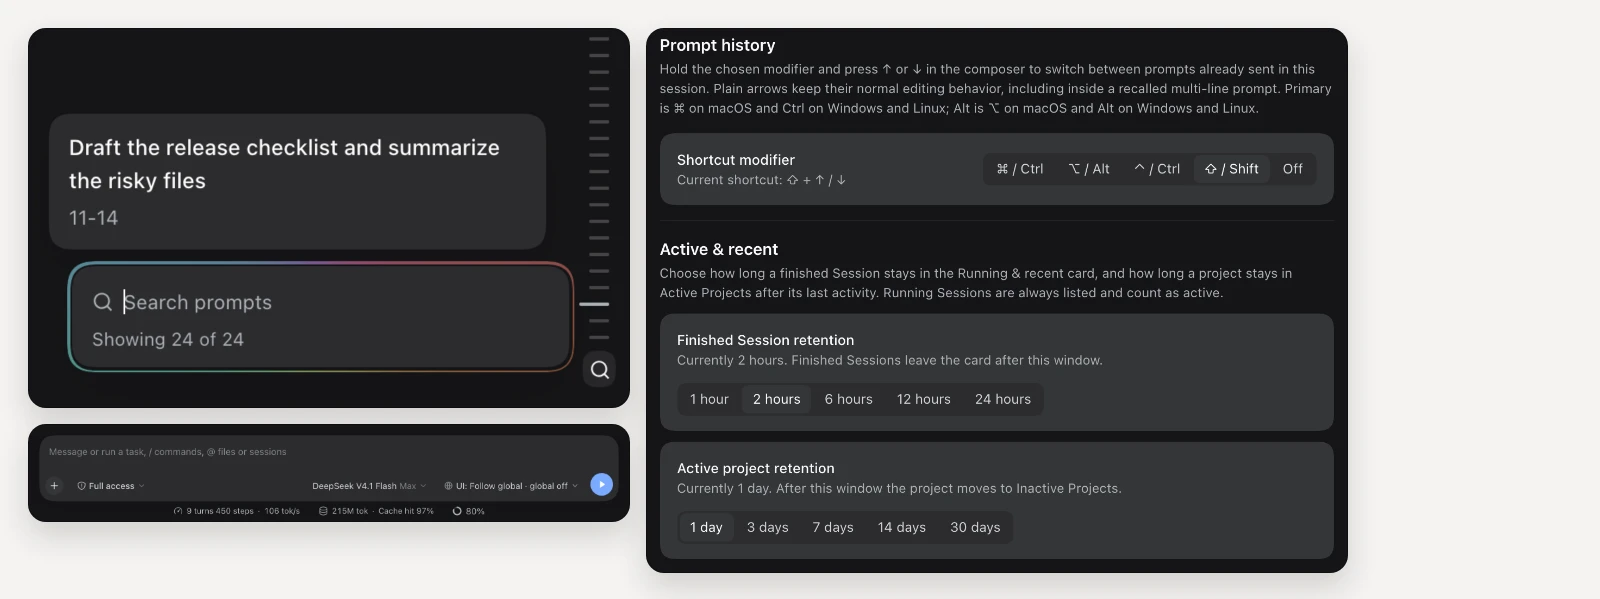 Draft the release checklist and summarize
the risky files
11-14
Search prompts
Showing 24 of 24
Message or run a task, / commands, @ files or sessions
Full access
DeepSeek V4.1 Flash Max
UI: Follow global · global off
9 turns 450 steps · 106 tok/s
215M tok · Cache hit 97%
80%
Prompt history
Hold the chosen modifier and press ↑ or ↓ in the composer to switch between prompts already sent in this
session. Plain arrows keep their normal editing behavior, including inside a recalled multi-line prompt. Primary
is ⌘ on macOS and Ctrl on Windows and Linux; Alt is ⌥ on macOS and Alt on Windows and Linux.
Shortcut modifier
Current shortcut: ⇧ + ↑ / ↓
⌘ / Ctrl ⌥ / Alt ^ / Ctrl ⇧ / Shift Off
Active & recent
Choose how long a finished Session stays in the Running & recent card, and how long a project stays in
Active Projects after its last activity. Running Sessions are always listed and count as active.
Finished Session retention
Currently 2 hours. Finished Sessions leave the card after this window.
1 hour 2 hours 6 hours 12 hours 24 hours
Active project retention
Currently 1 day. After this window the project moves to Inactive Projects.
1 day 3 days 7 days 14 days 30 days